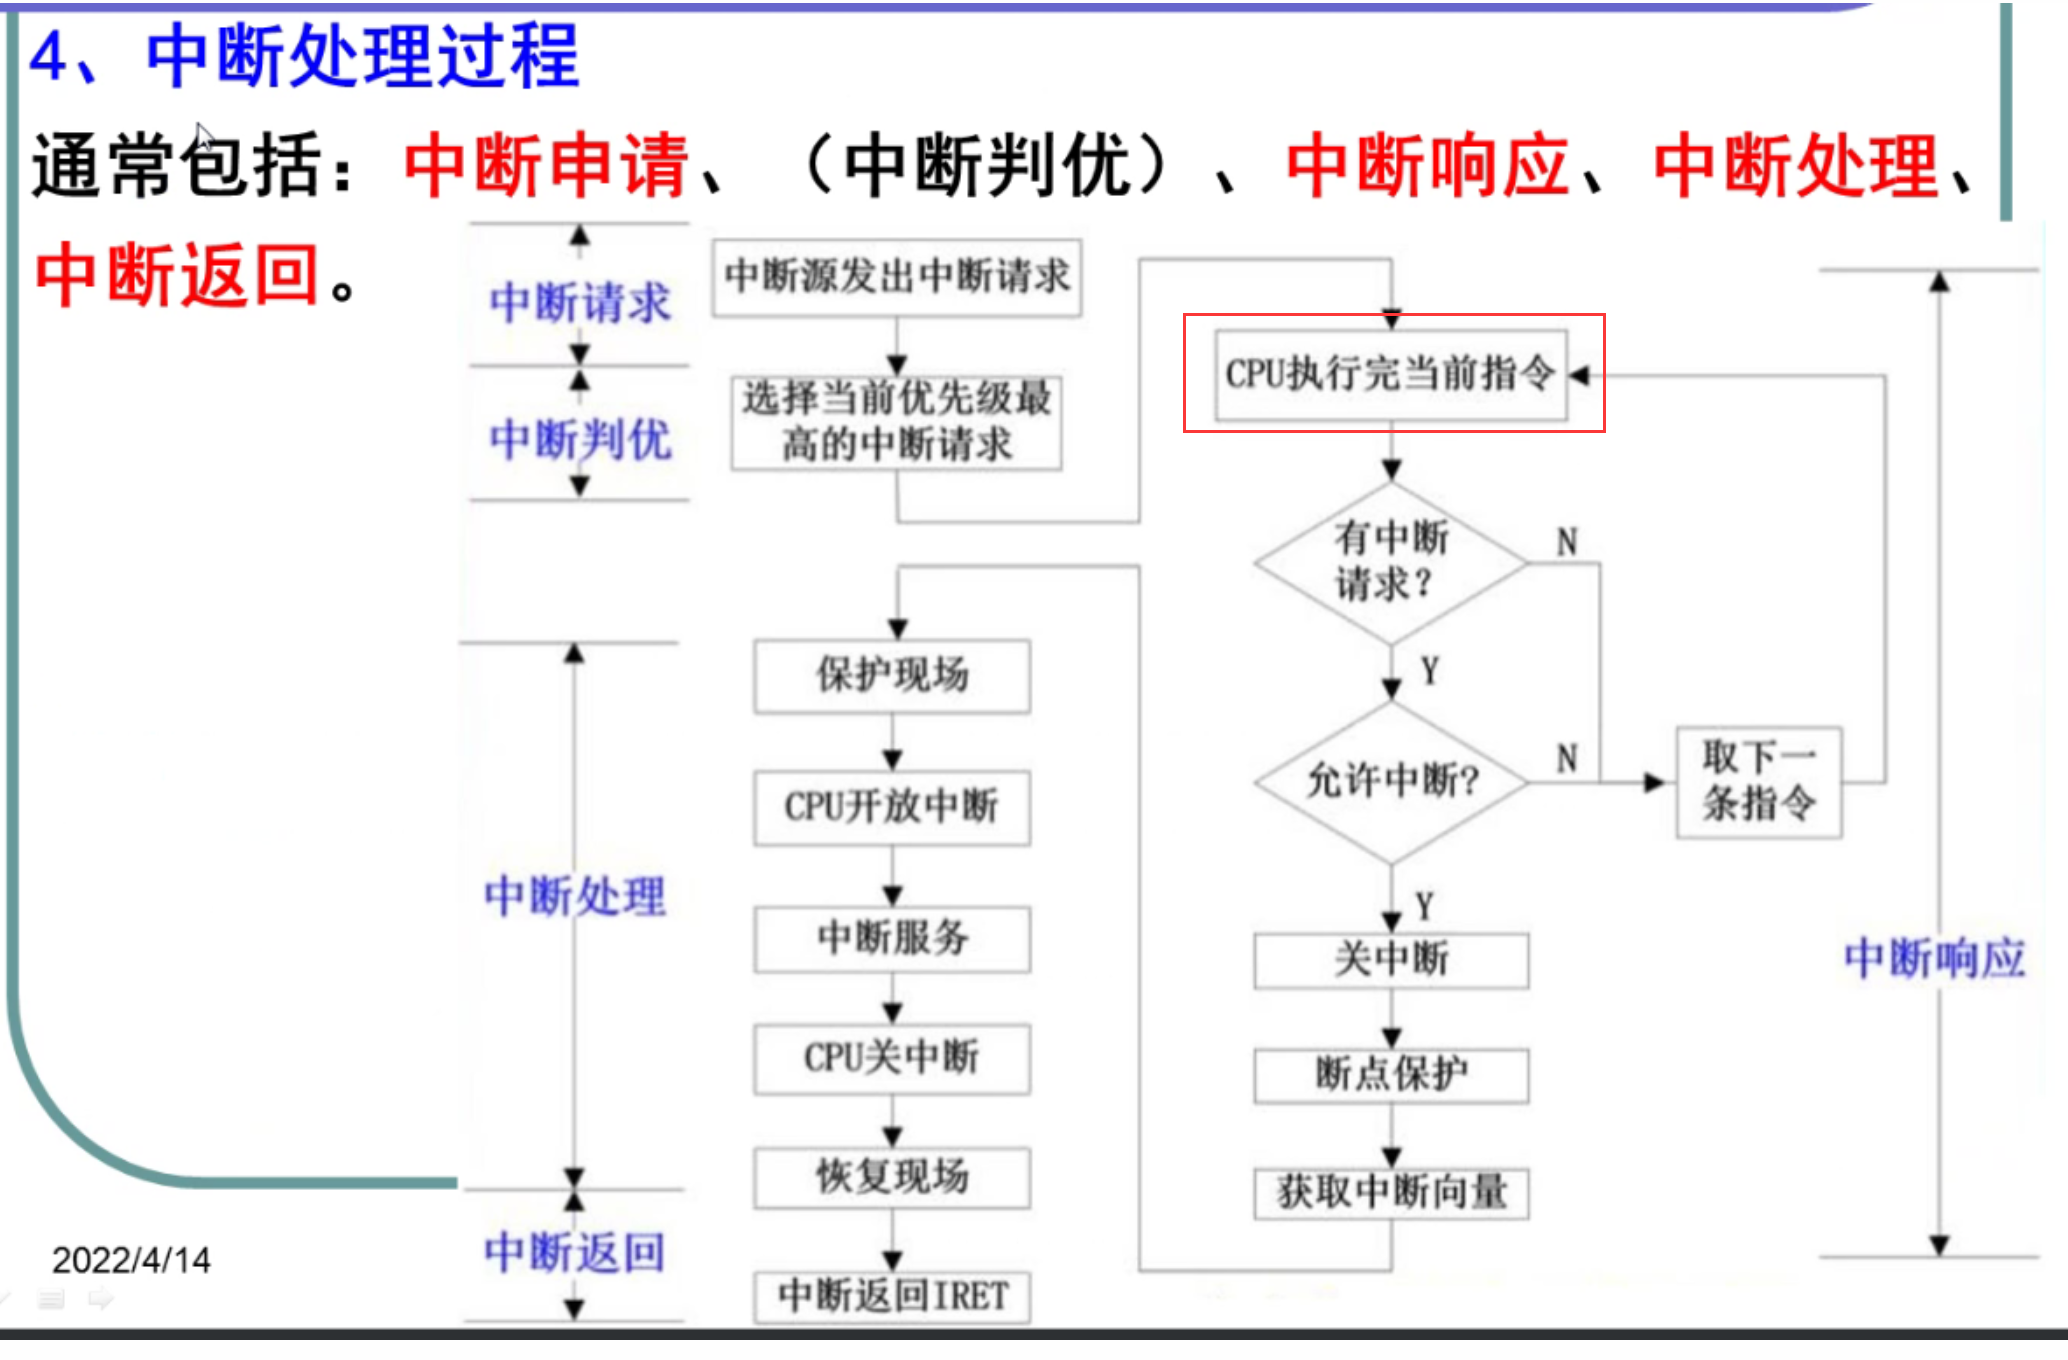 4、中断处理过程
通常包括：中断申请、（中断判优）、中断响应、中断处理、
中断返回。
中断请求
中断判优
中断源发出中断请求
选择当前优先级最
高的中断请求
CPU执行完当前指令
有中断
请求？
N
Y
允许中断?
N
取下一
条指令
Y
关中断
断点保护
获取中断向量
中断响应
中断处理
保护现场
CPU开放中断
中断服务
CPU关中断
恢复现场
中断返回
中断返回IRET
2022/4/14